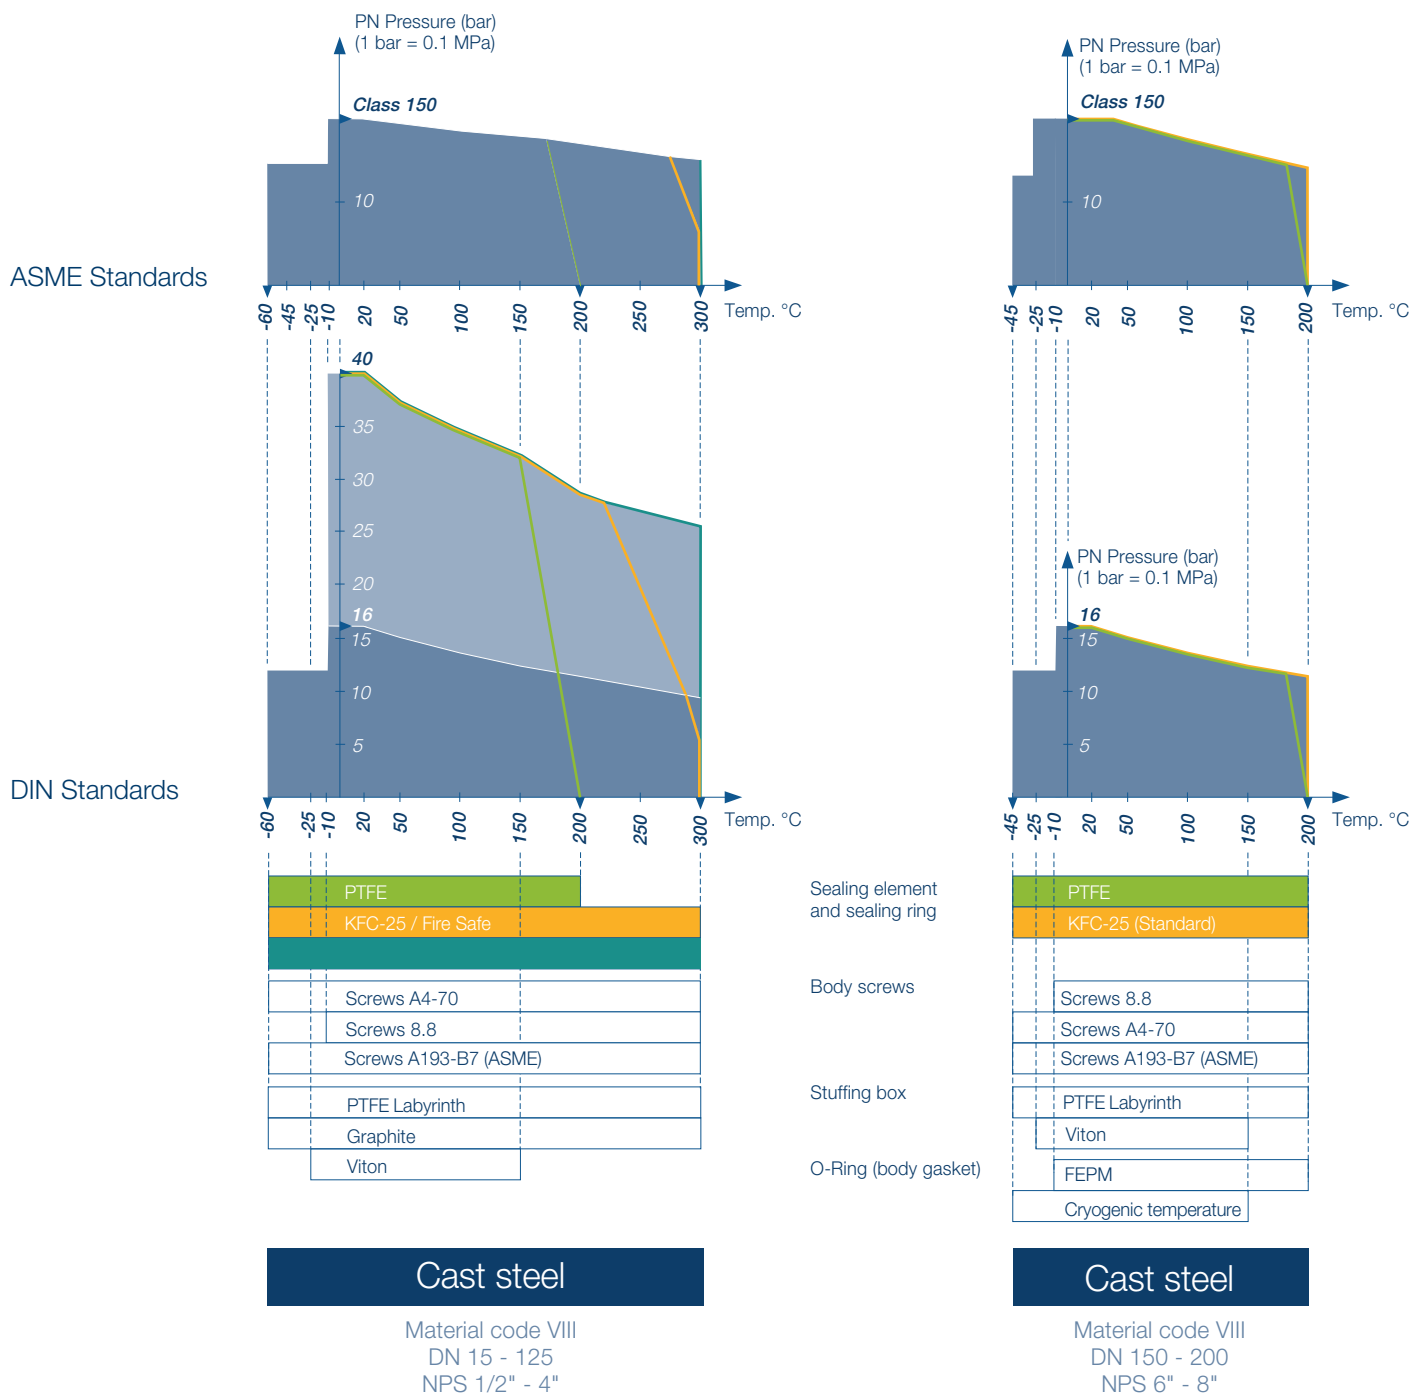 PN Pressure (bar)
(1 bar = 0.1 MPa)
Class 150
10
ASME Standards
-60 -45 -25 -10 20 50 100 150 200 250 300 Temp. °C
PN Pressure (bar)
(1 bar = 0.1 MPa)
Class 150
10
-45 -25 -10 20 50 100 150 200 Temp. °C
40
35
30
25
20
16
15
10
5
DIN Standards
-60 -25 -10 20 50 100 150 200 300 Temp. °C
PN Pressure (bar)
(1 bar = 0.1 MPa)
16
15
10
5
-45 -25 -10 20 50 100 150 200 Temp. °C
PTFE
KFC-25 / Fire Safe
Screws A4-70
Screws 8.8
Screws A193-B7 (ASME)
PTFE Labyrinth
Graphite
Viton
Sealing element
and sealing ring
Body screws
Stuffing box
O-Ring (body gasket)
PTFE
KFC-25 (Standard)
Screws 8.8
Screws A4-70
Screws A193-B7 (ASME)
PTFE Labyrinth
Viton
FEPM
Cryogenic temperature
Cast steel
Material code VIII
DN 15 - 125
NPS 1/2" - 4"
Cast steel
Material code VIII
DN 150 - 200
NPS 6" - 8"